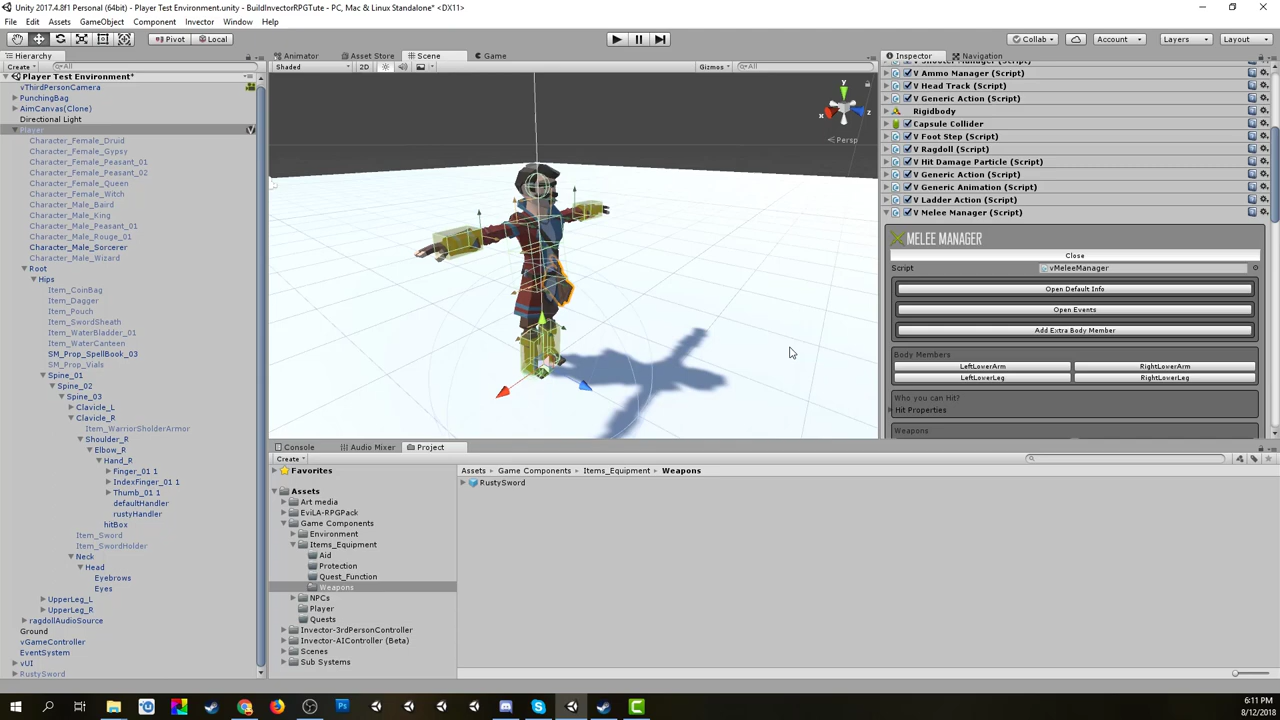 Unity 2017.4.8f1 Personal (64bit) - Player Test Environment.unity - BuildInvectorRPGTute - PC, Mac & Linux Standalone* <DX11>
File Edit Assets GameObject Component Invector Window Help
Pivot Local Collab Account Layers Layout
Hierarchy Animator Asset Store Scene Game Inspector Navigation
Create All Shaded 2D Gizmos All
Player Test Environment*
vThirdPersonCamera
PunchingBag
AimCanvas(Clone)
Directional Light
Player
Character_Female_Druid
Character_Female_Gypsy
Character_Female_Peasant_01
Character_Female_Peasant_02
Character_Female_Queen
Character_Female_Witch
Character_Male_Baird
Character_Male_King
Character_Male_Peasant_01
Character_Male_Rouge_01
Character_Male_Sorcerer
Character_Male_Wizard
Root
Hips
Item_CoinBag
Item_Dagger
Item_Pouch
Item_SwordSheath
Item_WaterBladder_01
Item_WaterCanteen
SM_Prop_SpellBook_03
SM_Prop_Vials
Spine_01
Spine_02
Spine_03
Clavicle_L
Clavicle_R
Item_WarriorSholderArmor
Shoulder_R
Elbow_R
Hand_R
Finger_01 1
IndexFinger_01 1
Thumb_01 1
defaultHandler
rustyHandler
hitBox
Item_Sword
Item_SwordHolder
Neck
Head
Eyebrows
Eyes
UpperLeg_L
UpperLeg_R
ragdollAudioSource
Ground
vGameController
EventSystem
vUI
RustySword
y
x
z
Persp
V Ammo Manager (Script)
V Head Track (Script)
V Generic Action (Script)
Rigidbody
Capsule Collider
V Foot Step (Script)
V Ragdoll (Script)
V Hit Damage Particle (Script)
V Generic Action (Script)
V Generic Animation (Script)
V Ladder Action (Script)
V Melee Manager (Script)
MELEE MANAGER
Close
Script vMeleeManager
Open Default Info
Open Events
Add Extra Body Member
Body Members
LeftLowerArm RightLowerArm
LeftLowerLeg RightLowerLeg
Who you can Hit?
Hit Properties
Weapons
Console Audio Mixer Project
Create
Favorites
Assets
Art media
EviLA-RPGPack
Game Components
Environment
Items_Equipment
Aid
Protection
Quest_Function
Weapons
NPCs
Player
Quests
Invector-3rdPersonController
Invector-AIController (Beta)
Scenes
Sub Systems
Assets Game Components Items_Equipment Weapons
RustySword
6:11 PM
8/12/2018